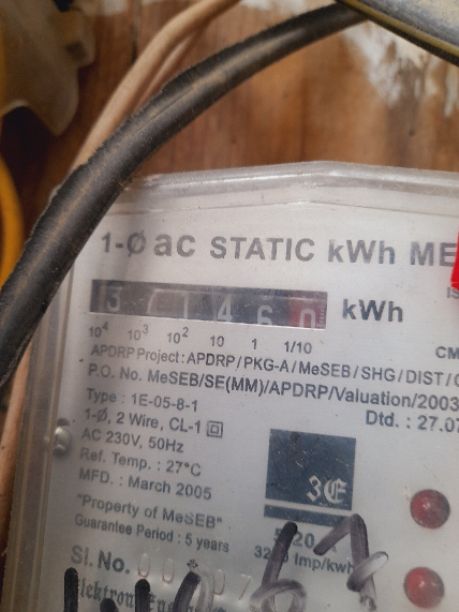 1-Ø ac STATIC kWh ME
kWh
10⁴ 10³ 10² 10 1 1/10
CM
APDRP Project : APDRP / PKG-A / MeSEB / SHG / DIST / C
P.O. No. MeSEB/SE(MM)/APDRP/Valuation/2003
Dtd. : 27.07
Type : 1E-05-8-1
1-Ø, 2 Wire, CL-1
AC 230V, 50Hz
Ref. Temp. : 27°C
MFD. : March 2005
3E
"Property of MeSEB"
Guarantee Period : 5 years
Imp/kwh
Sl. No.